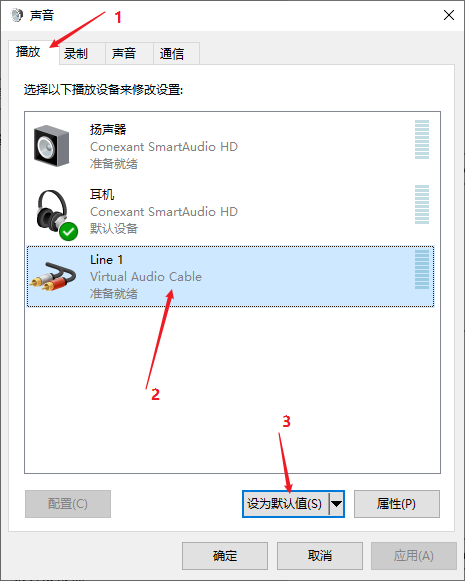 声音
1
播放 录制 声音 通信
选择以下播放设备来修改设置:
扬声器
Conexant SmartAudio HD
准备就绪
耳机
Conexant SmartAudio HD
默认设备
Line 1
Virtual Audio Cable
准备就绪
2
3
配置(C) 设为默认值(S) 属性(P)
确定 取消 应用(A)